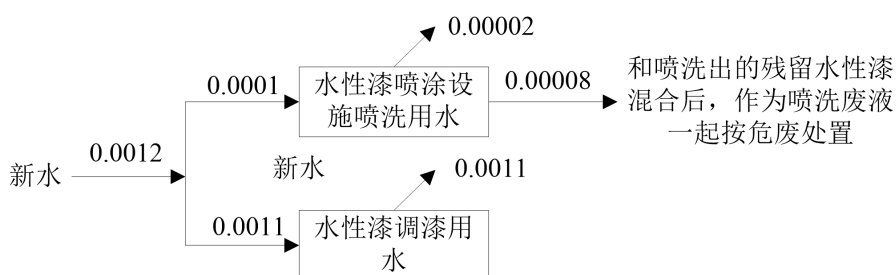 0.00002
0.0001
水性漆喷涂设
施喷洗用水
0.00008
和喷洗出的残留水性漆
混合后，作为喷洗废液
一起按危废处置
新水
0.0012
新水
0.0011
0.0011
水性漆调漆用
水